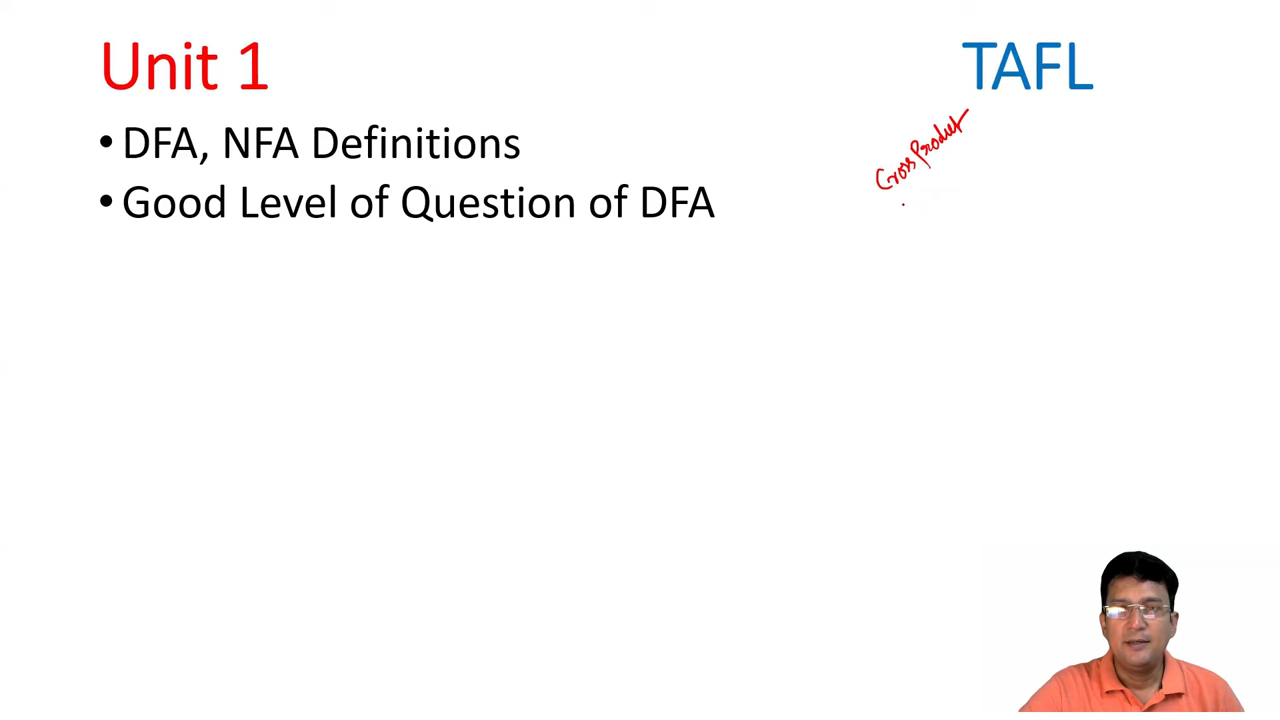 Unit 1
TAFL
• DFA, NFA Definitions
Cross Product
• Good Level of Question of DFA